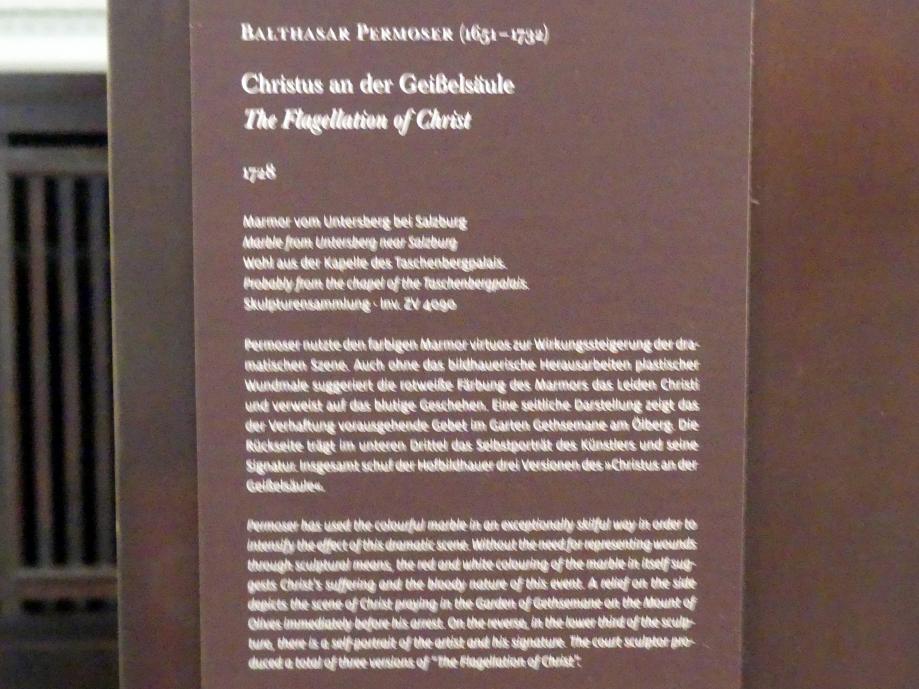 BALTHASAR PERMOSER (1651–1732)
Christus an der Geißelsäule
The Flagellation of Christ
1728
Marmor vom Untersberg bei Salzburg
Marble from Untersberg near Salzburg
Wohl aus der Kapelle des Taschenbergpalais.
Probably from the chapel of the Taschenbergpalais.
Skulpturensammlung · Inv. ZV 4090
Permoser nutzte den farbigen Marmor virtuos zur Wirkungssteigerung der dra-
matischen Szene. Auch ohne das bildhauerische Herausarbeiten plastischer
Wundmale suggeriert die rotweiße Färbung des Marmors das Leiden Christi
und verweist auf das blutige Geschehen. Eine seitliche Darstellung zeigt das
der Verhaftung vorausgehende Gebet im Garten Gethsemane am Ölberg. Die
Rückseite trägt im unteren Drittel das Selbstporträt des Künstlers und seine
Signatur. Insgesamt schuf der Hofbildhauer drei Versionen des »Christus an der
Geißelsäule«.
Permoser has used the colourful marble in an exceptionally skilful way in order to
intensify the effect of this dramatic scene. Without the need for representing wounds
through sculptural means, the red and white colouring of the marble in itself sug-
gests Christ's suffering and the bloody nature of this event. A relief on the side
depicts the scene of Christ praying in the Garden of Gethsemane on the Mount of
Olives immediately before his arrest. On the reverse, in the lower third of the sculp-
ture, there is a self-portrait of the artist and his signature. The court sculptor pro-
duced a total of three versions of "The Flagellation of Christ".